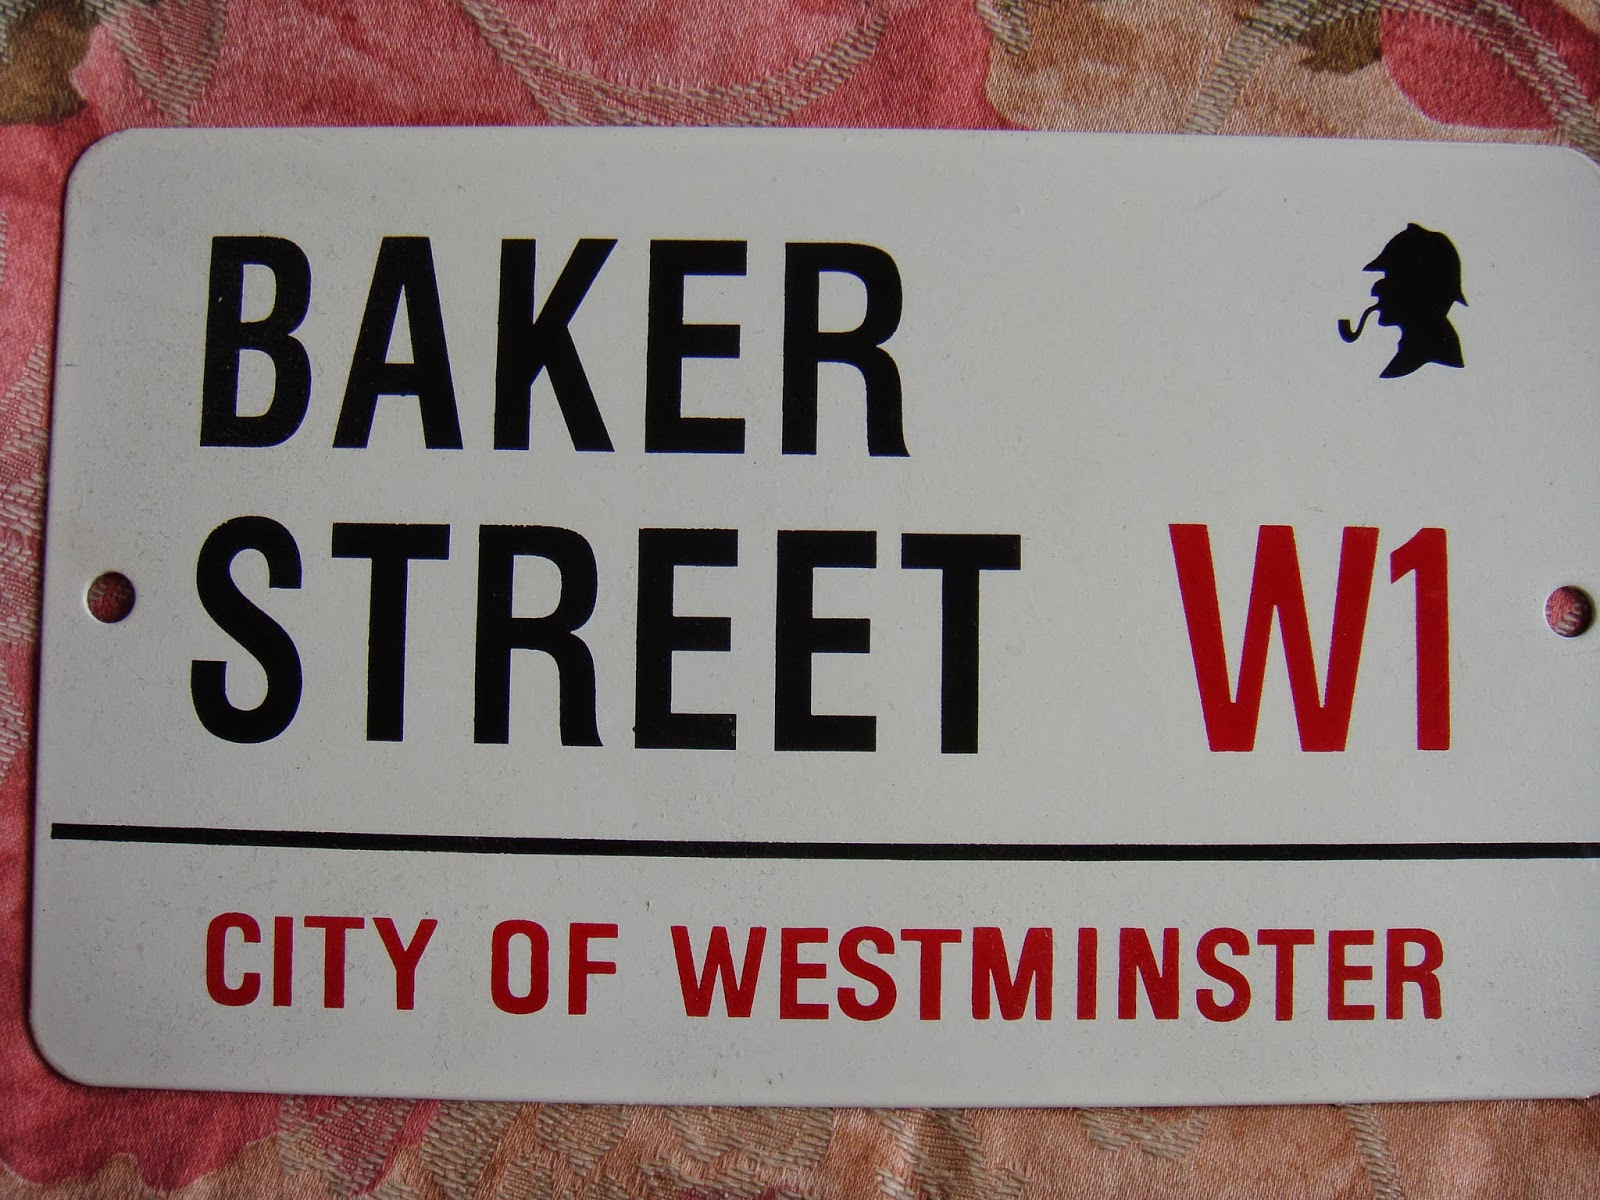 BAKER
STREET W1
CITY OF WESTMINSTER